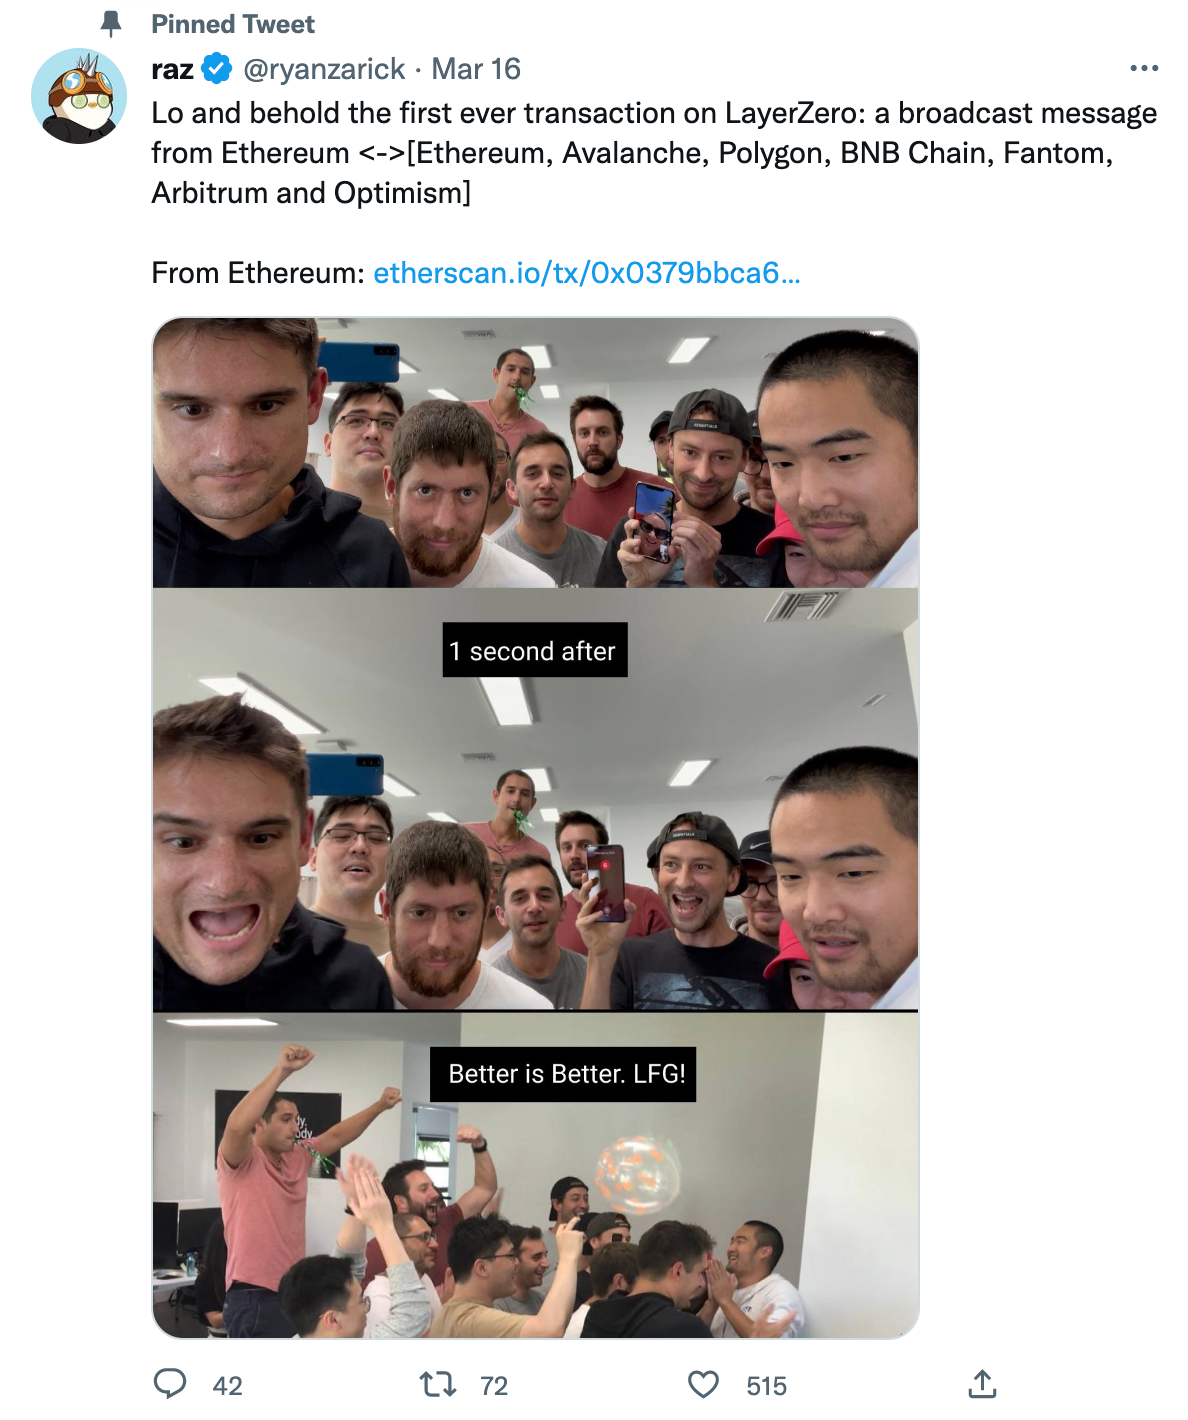 Pinned Tweet
raz @ryanzarick · Mar 16
Lo and behold the first ever transaction on LayerZero: a broadcast message
from Ethereum <->[Ethereum, Avalanche, Polygon, BNB Chain, Fantom,
Arbitrum and Optimism]
From Ethereum: etherscan.io/tx/0x0379bbca6...
ESSENTIALS
1 second after
ESSENTIALS
Better is Better. LFG!
42 72 515